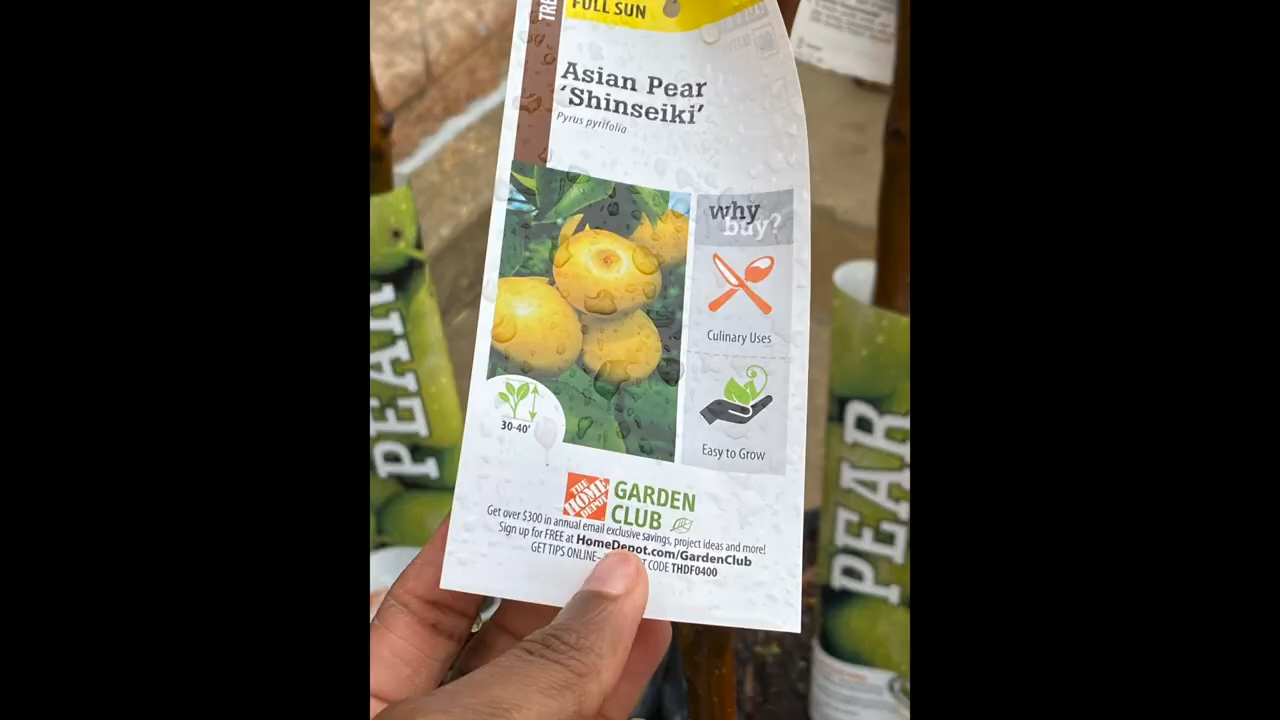 TRE
FULL SUN
Asian Pear
‘Shinseiki’
Pyrus pyrifolia
why
buy?
Culinary Uses
Easy to Grow
30-40'
THE
HOME
DEPOT
GARDEN
CLUB
Get over $300 in annual email exclusive savings, project ideas and more!
Sign up for FREE at HomeDepot.com/GardenClub
GET TIPS ONLINE– CODE THDF0400
PEAR
PEAR